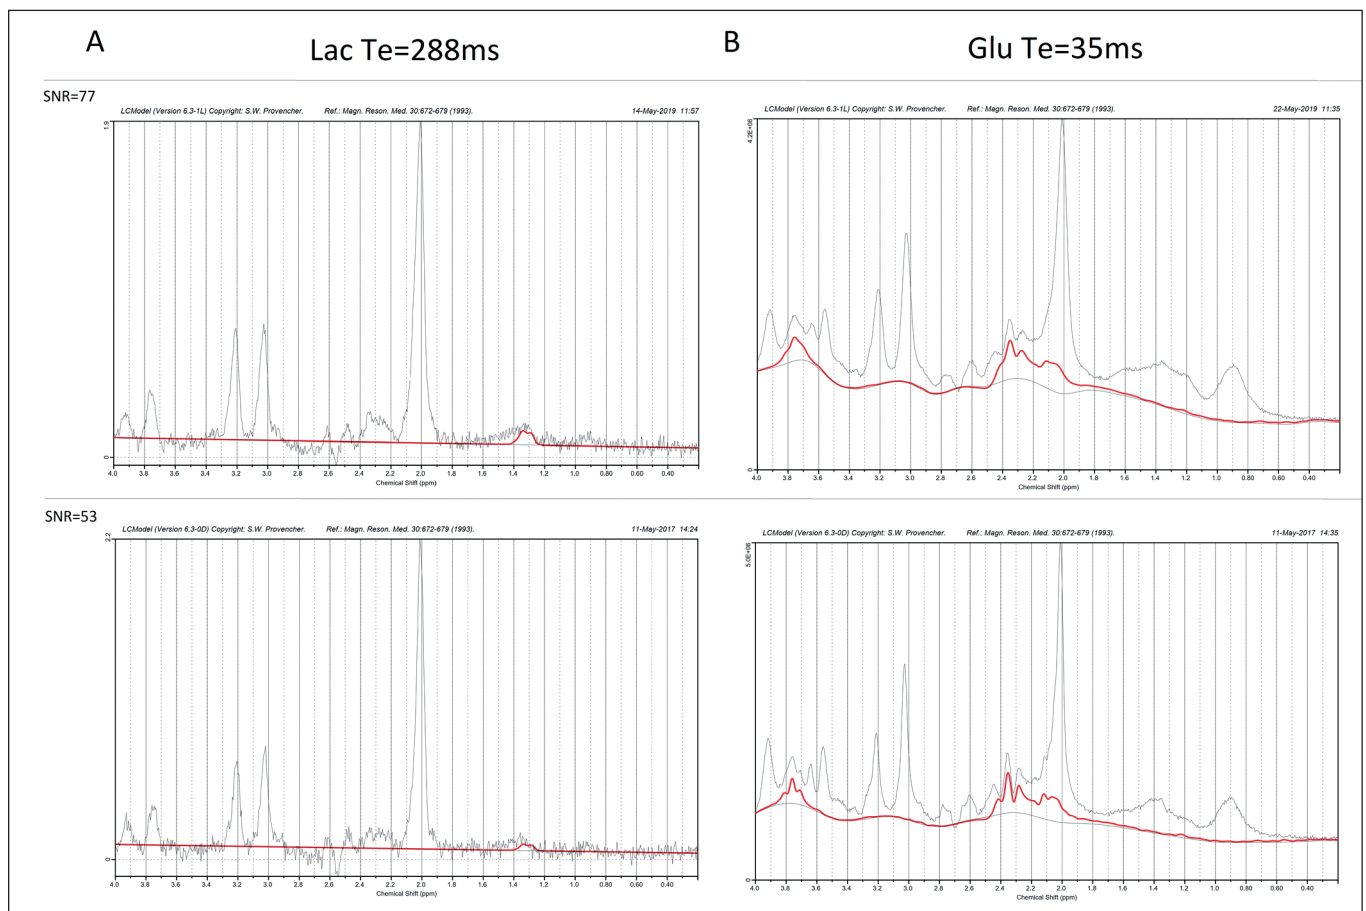 A
Lac Te=288ms
B
Glu Te=35ms
SNR=77
LCModel (Version 6.3-1L) Copyright: S.W. Provencher. Ref.: Magn. Reson. Med. 30:672-679 (1993). 14-May-2019 11:57
1.9
0
4.0 3.8 3.6 3.4 3.2 3.0 2.8 2.6 2.4 2.2 2.0 1.8 1.6 1.4 1.2 1.0 0.80 0.60 0.40
Chemical Shift (ppm)
LCModel (Version 6.3-1L) Copyright: S.W. Provencher. Ref.: Magn. Reson. Med. 30:672-679 (1993). 22-May-2019 11:35
4.2E+06
0
4.0 3.8 3.6 3.4 3.2 3.0 2.8 2.6 2.4 2.2 2.0 1.8 1.6 1.4 1.2 1.0 0.80 0.60 0.40
Chemical Shift (ppm)
SNR=53
LCModel (Version 6.3-0D) Copyright: S.W. Provencher. Ref.: Magn. Reson. Med. 30:672-679 (1993). 11-May-2017 14:24
2.2
0
4.0 3.8 3.6 3.4 3.2 3.0 2.8 2.6 2.4 2.2 2.0 1.8 1.6 1.4 1.2 1.0 0.80 0.60 0.40
Chemical Shift (ppm)
LCModel (Version 6.3-0D) Copyright: S.W. Provencher. Ref.: Magn. Reson. Med. 30:672-679 (1993). 11-May-2017 14:35
5.0E+06
0
4.0 3.8 3.6 3.4 3.2 3.0 2.8 2.6 2.4 2.2 2.0 1.8 1.6 1.4 1.2 1.0 0.80 0.60 0.40
Chemical Shift (ppm)